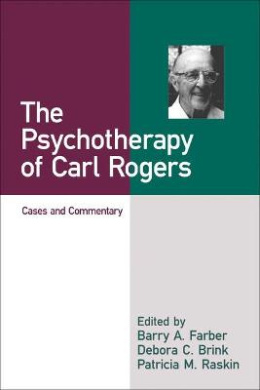 The
Psychotherapy
of Carl Rogers
Cases and Commentary
Edited by
Barry A. Farber
Debora C. Brink
Patricia M. Raskin